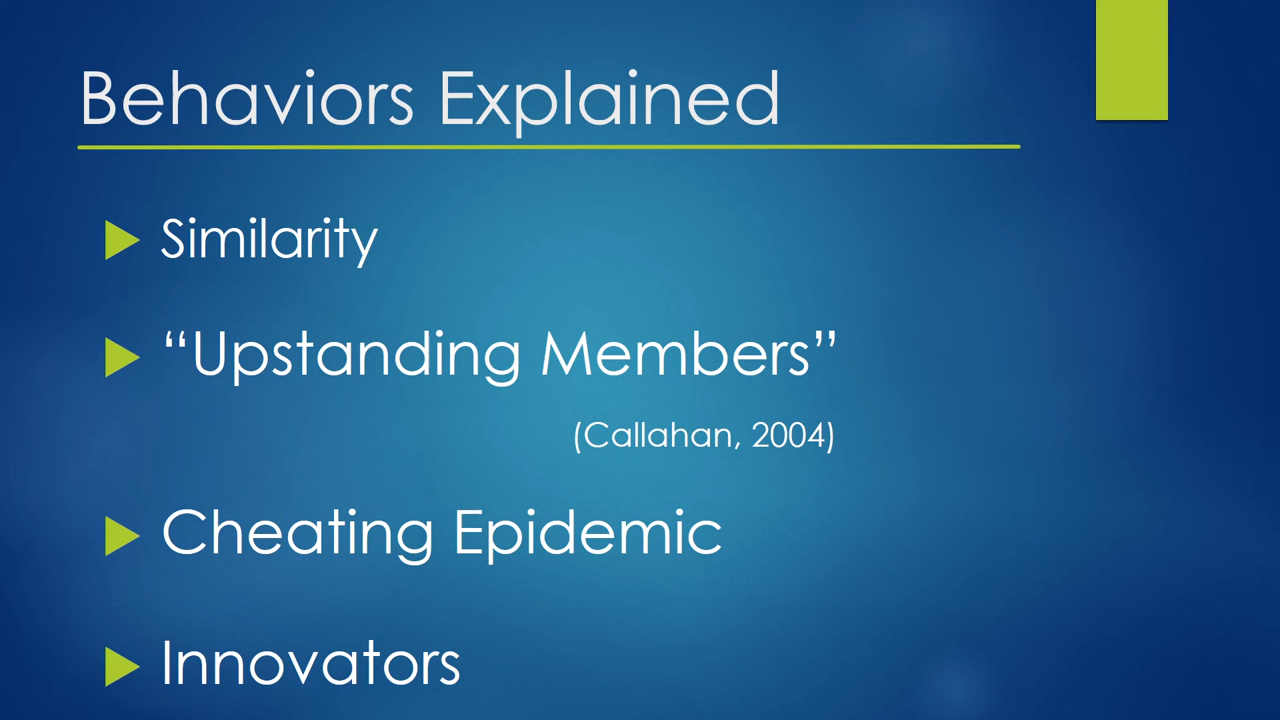 Behaviors Explained
Similarity
“Upstanding Members”
(Callahan, 2004)
Cheating Epidemic
Innovators